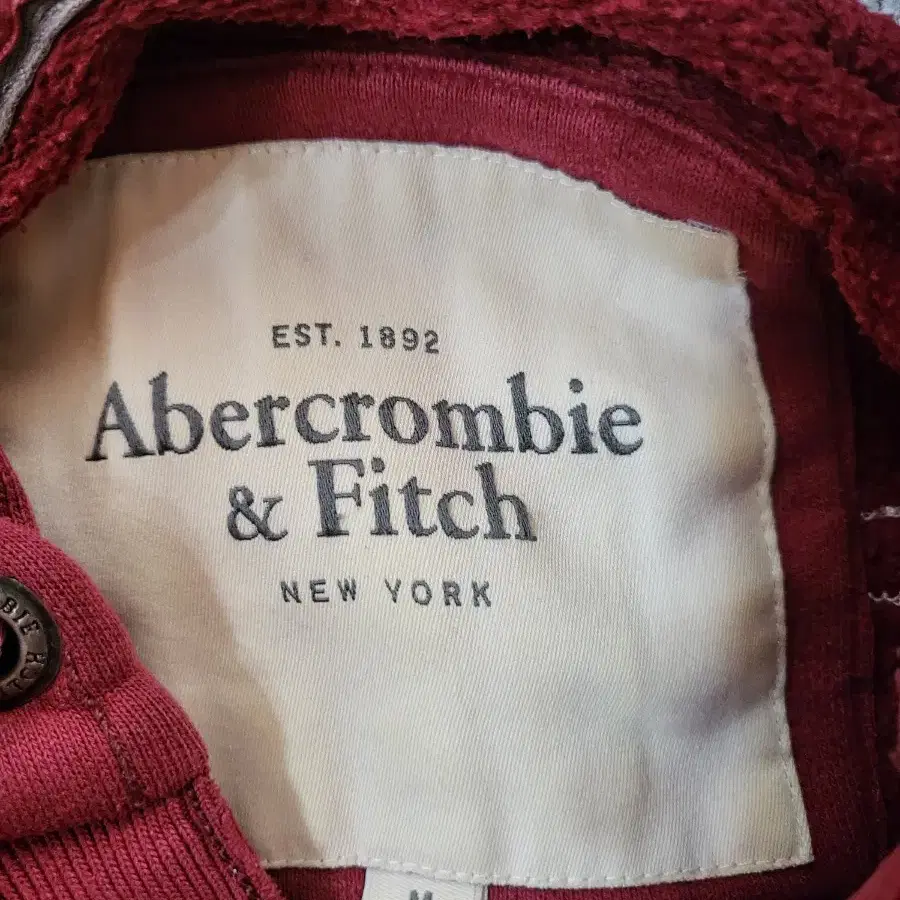 EST. 1892
Abercrombie
& Fitch
NEW YORK
M